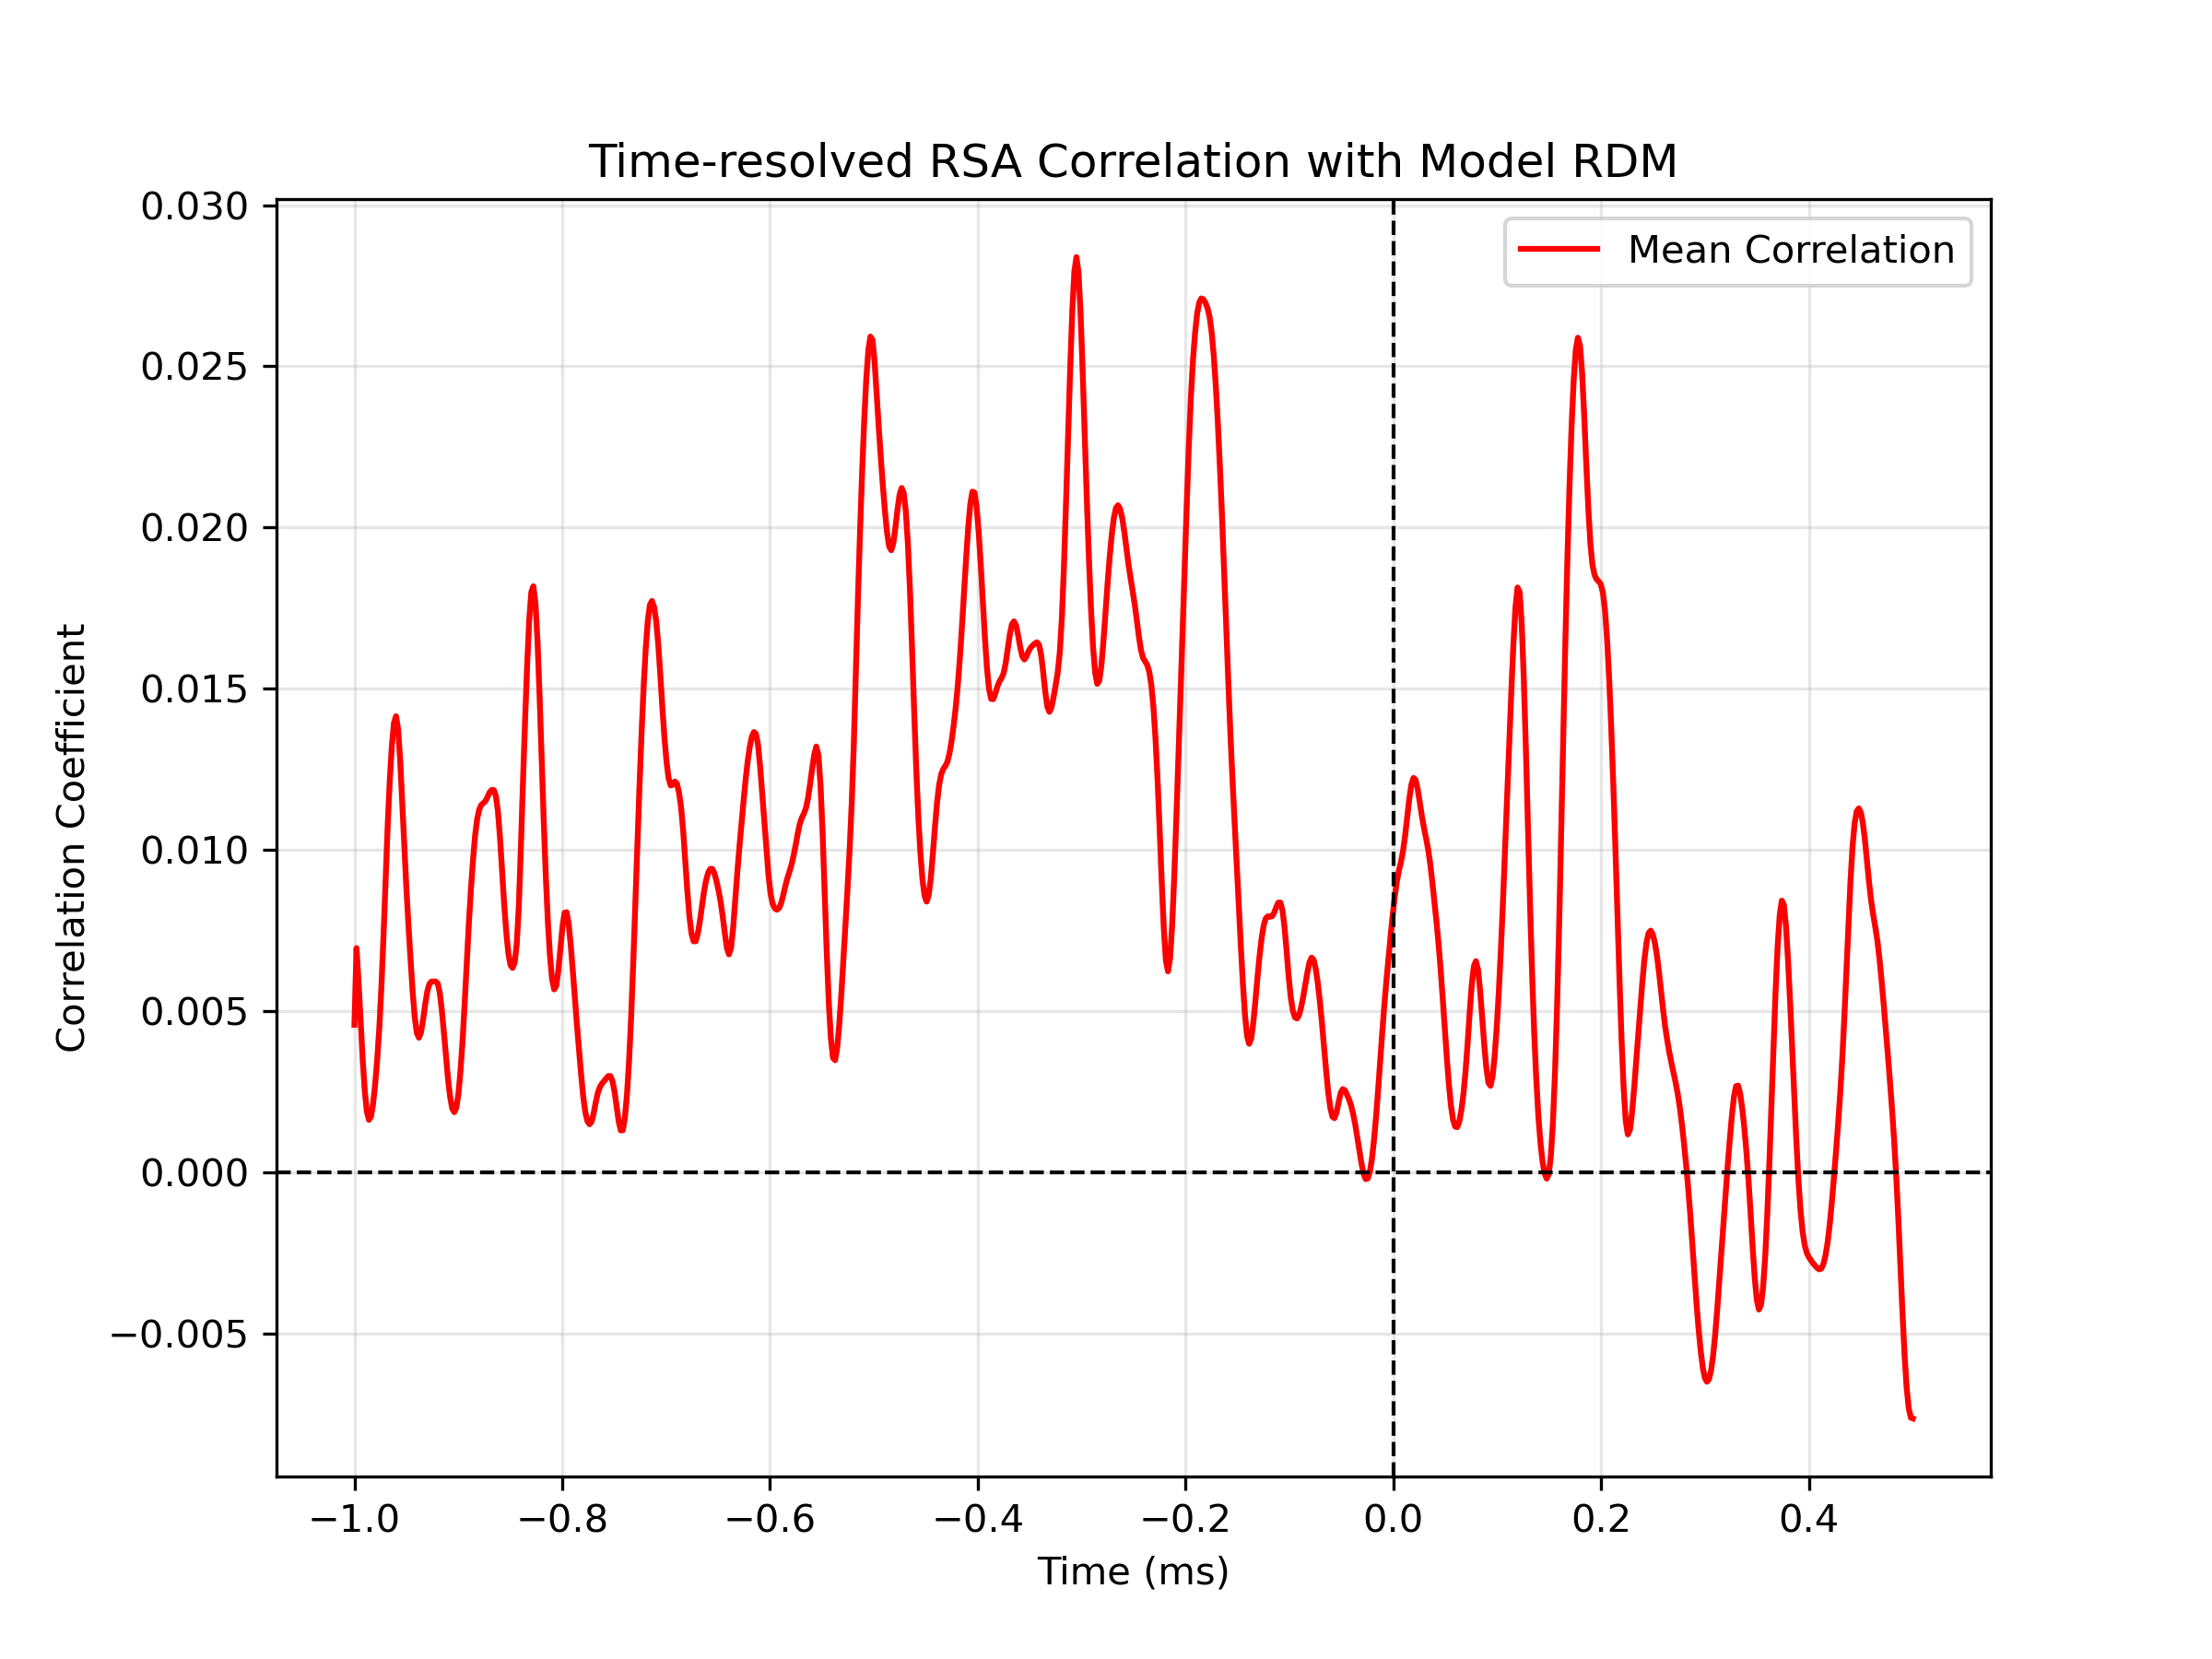 Time-resolved RSA Correlation with Model RDM
Mean Correlation
Correlation Coefficient
0.030
0.025
0.020
0.015
0.010
0.005
0.000
−0.005
−1.0 −0.8 −0.6 −0.4 −0.2 0.0 0.2 0.4
Time (ms)